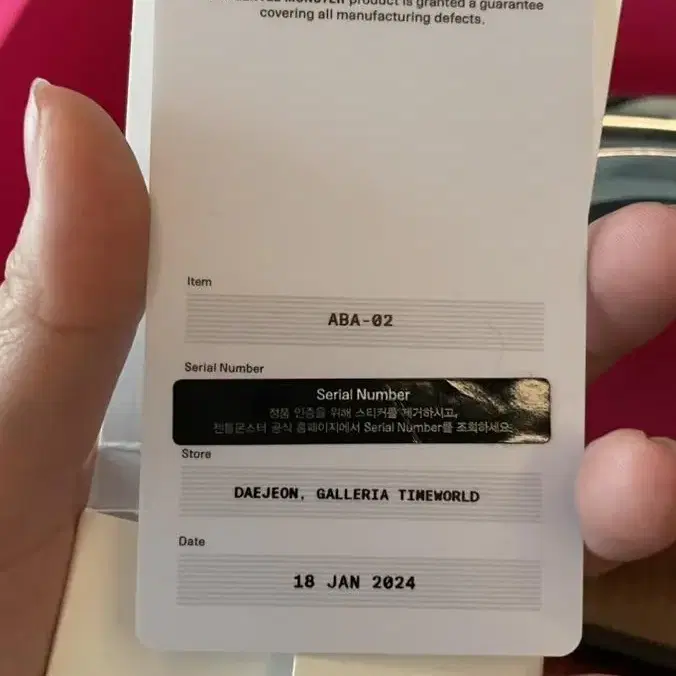 product is granted a guarantee
covering all manufacturing defects.
Item
ABA-02
Serial Number
Serial Number
정품 인증을 위해 스티커를 제거하시고,
젠틀몬스터 공식 홈페이지에서 Serial Number를 조회하세요.
Store
DAEJEON, GALLERIA TIMEWORLD
Date
18 JAN 2024